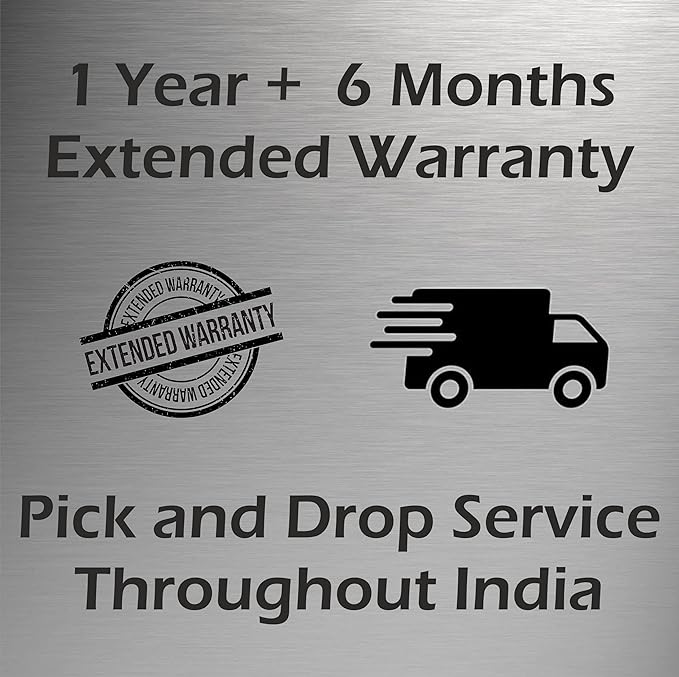 1 Year + 6 Months
Extended Warranty
EXTENDED WARRANTY
EXTENDED WARRANTY
EXTENDED WARRANTY
Pick and Drop Service
Throughout India